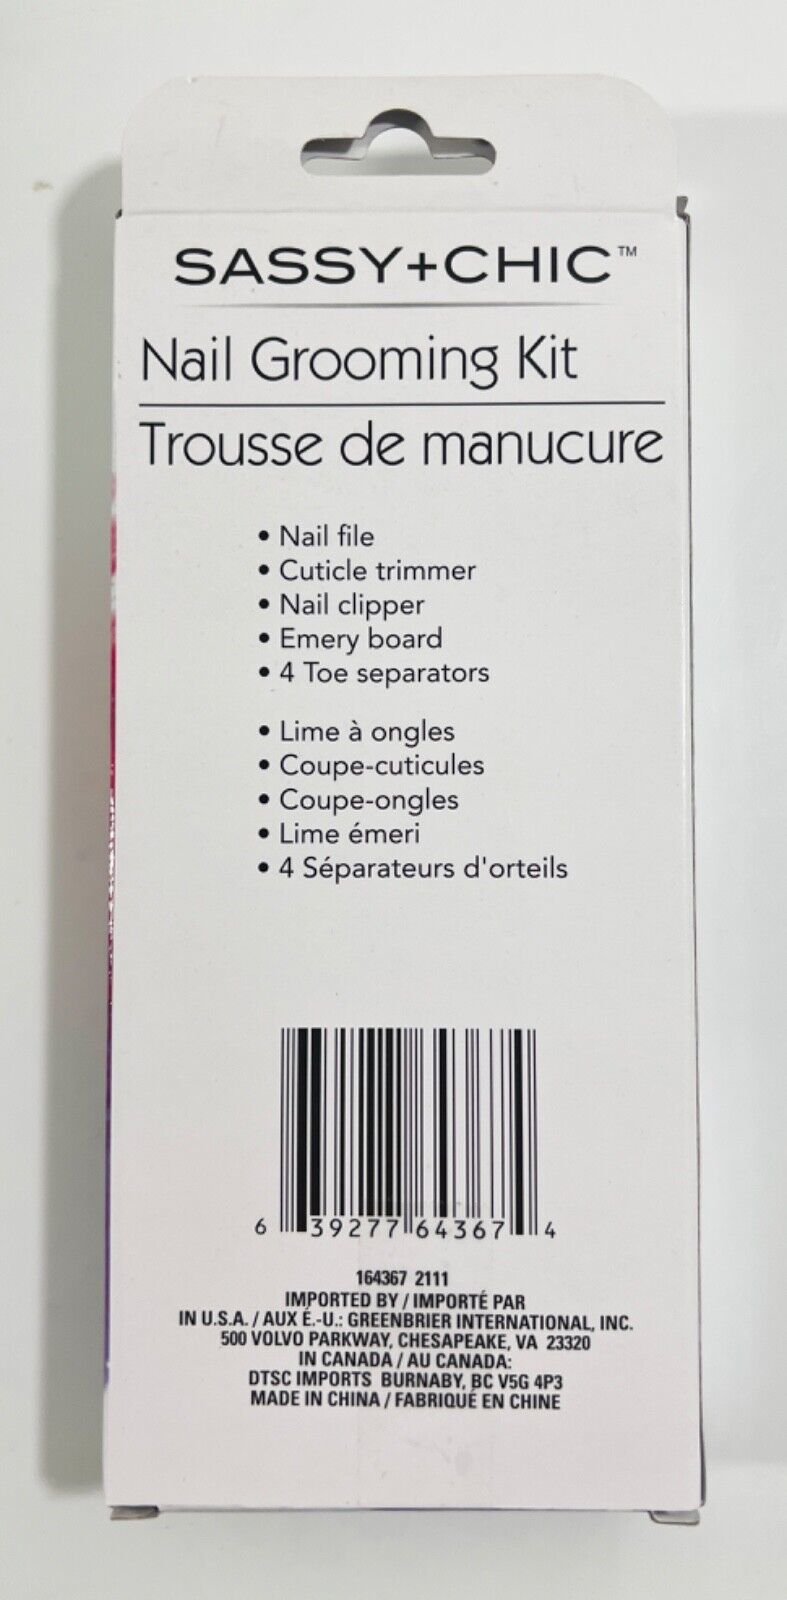 SASSY+CHIC™
Nail Grooming Kit
Trousse de manucure
• Nail file
• Cuticle trimmer
• Nail clipper
• Emery board
• 4 Toe separators
• Lime à ongles
• Coupe-cuticules
• Coupe-ongles
• Lime émeri
• 4 Séparateurs d'orteils
6 39277 64367 4
164367 2111
IMPORTED BY / IMPORTÉ PAR
IN U.S.A. / AUX É.-U.: GREENBRIER INTERNATIONAL, INC.
500 VOLVO PARKWAY, CHESAPEAKE, VA 23320
IN CANADA / AU CANADA:
DTSC IMPORTS BURNABY, BC V5G 4P3
MADE IN CHINA / FABRIQUÉ EN CHINE